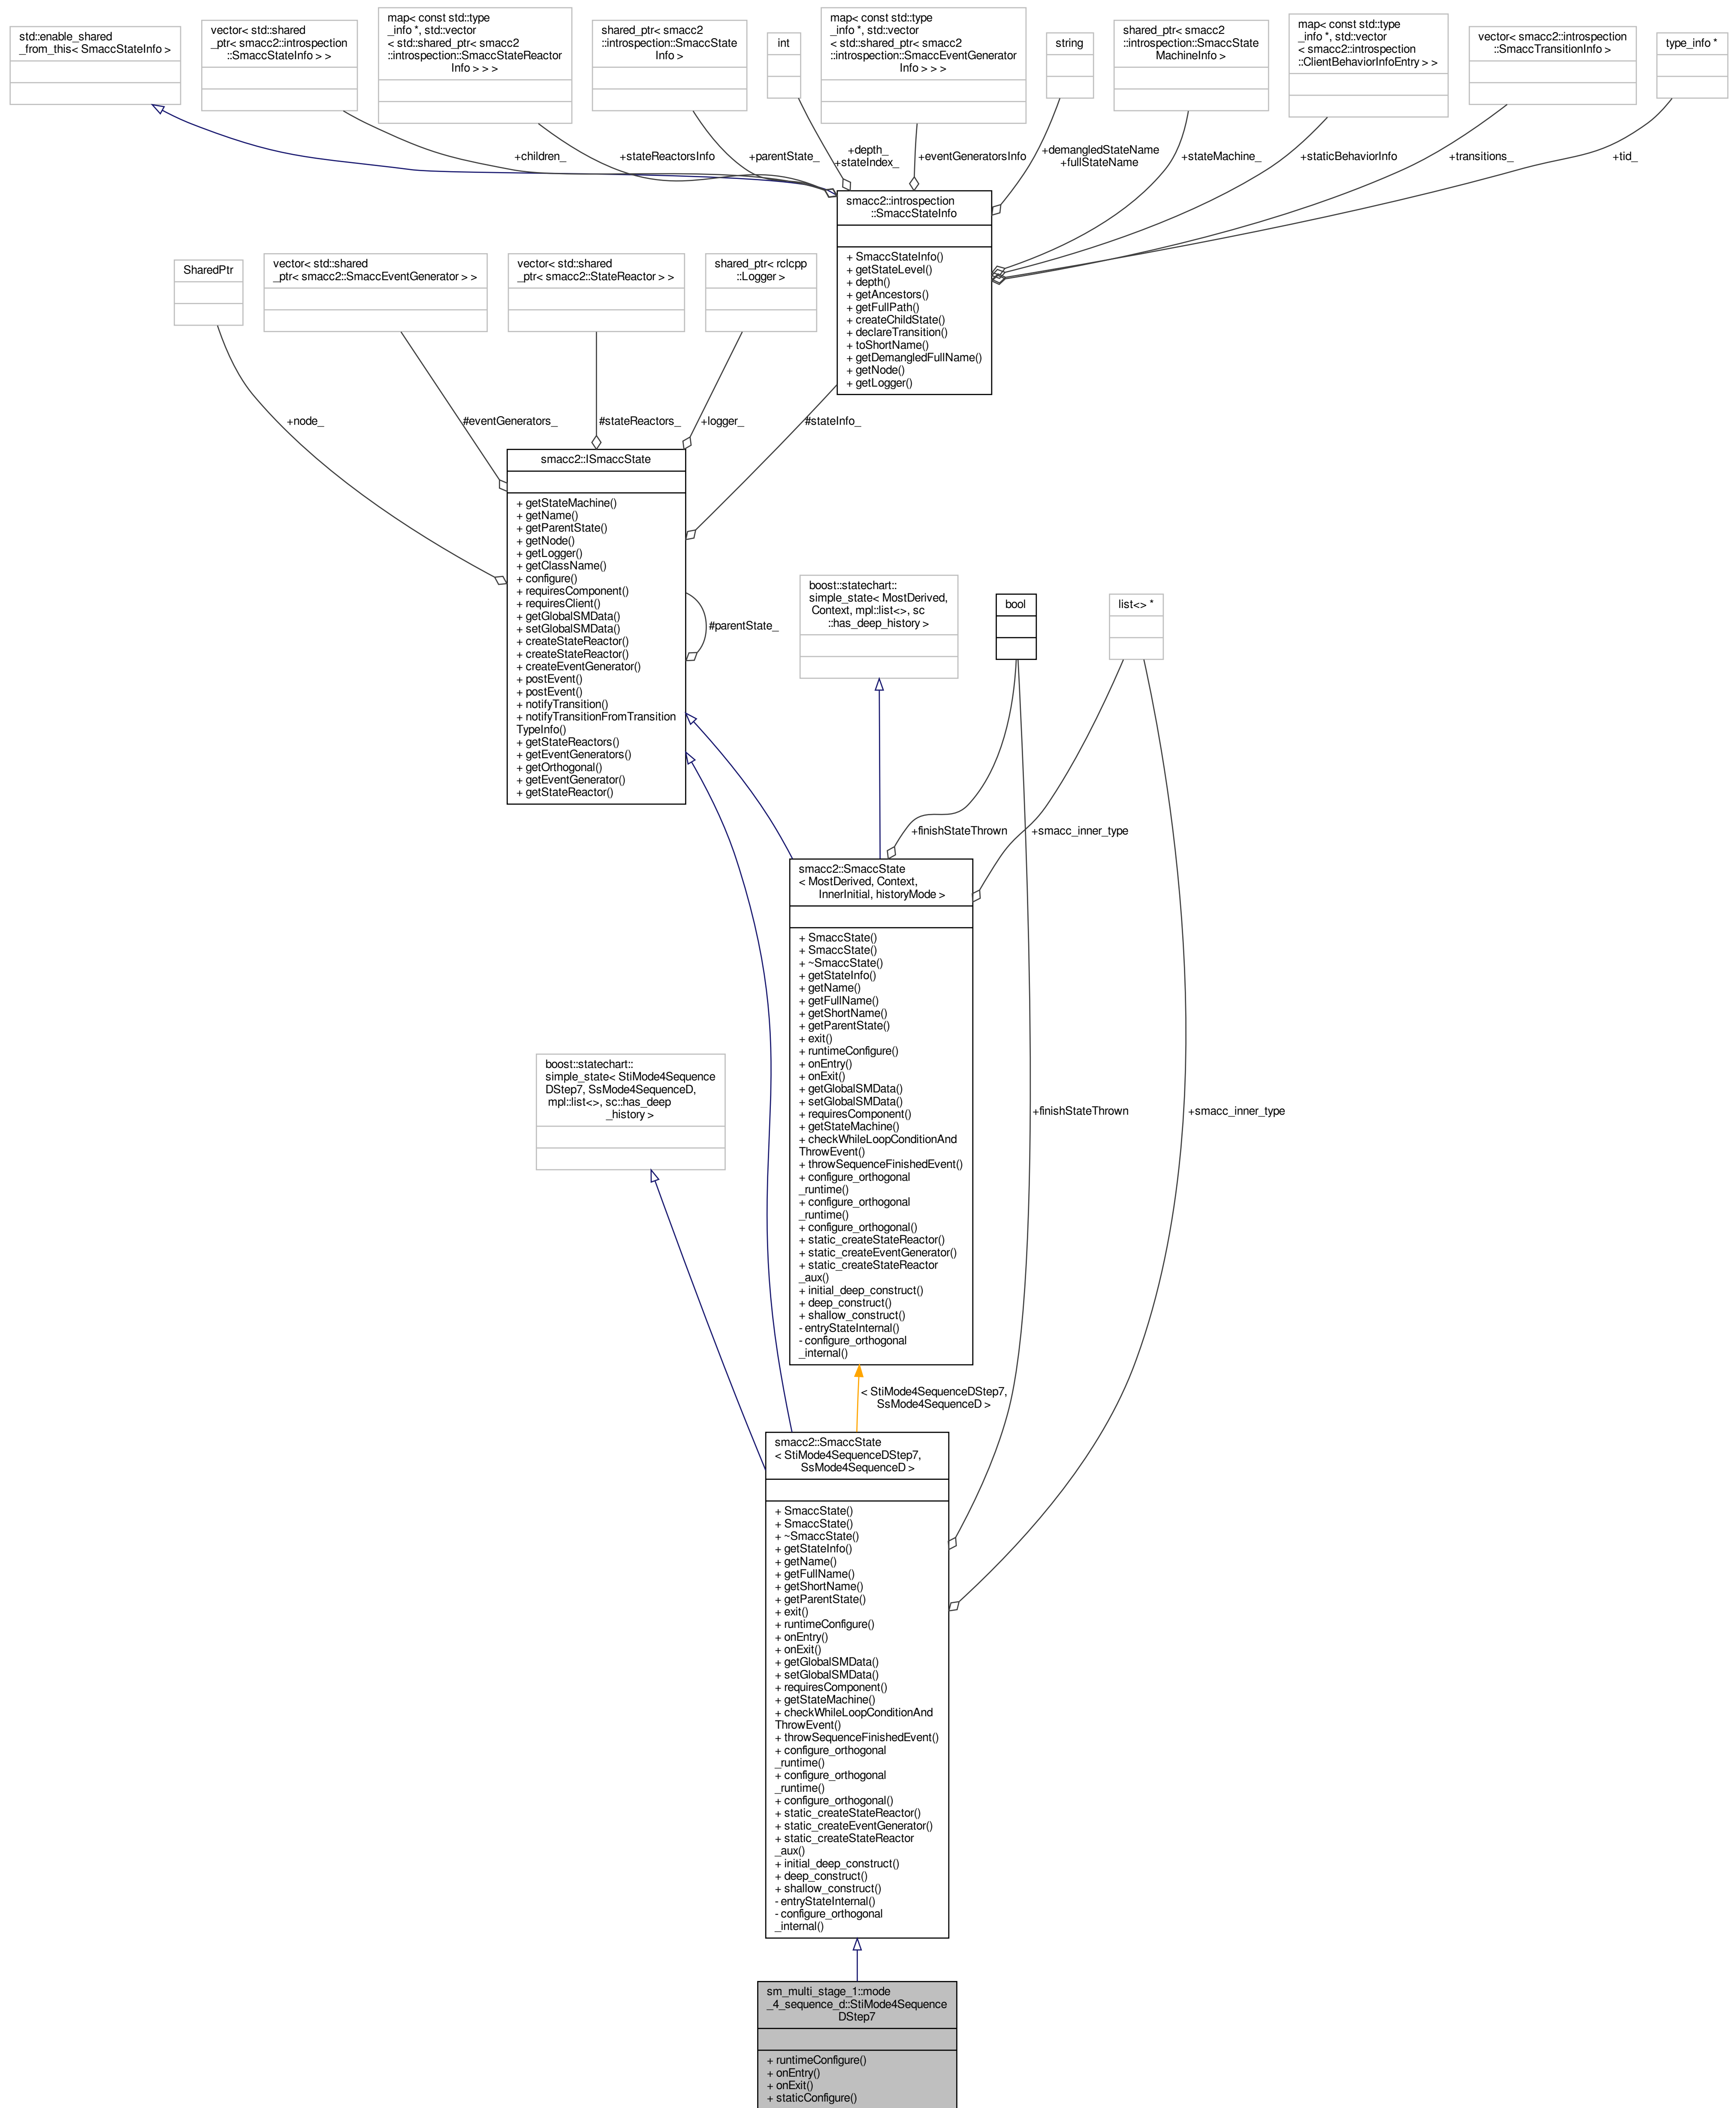 std::enable_shared
_from_this< SmaccStateInfo >
vector< std::shared
_ptr< smacc2::introspection
::SmaccStateInfo > >
map< const std::type
_info *, std::vector
< std::shared_ptr< smacc2
::introspection::SmaccStateReactor
Info > > >
shared_ptr< smacc2
::introspection::SmaccState
Info >
int
map< const std::type
_info *, std::vector
< std::shared_ptr< smacc2
::introspection::SmaccEventGenerator
Info > > >
string
shared_ptr< smacc2
::introspection::SmaccState
MachineInfo >
map< const std::type
_info *, std::vector
< smacc2::introspection
::ClientBehaviorInfoEntry > >
vector< smacc2::introspection
::SmaccTransitionInfo >
type_info *
+children_
+stateReactorsInfo
+parentState_
+depth_
+stateIndex_
+eventGeneratorsInfo
+demangledStateName
+fullStateName
+stateMachine_
+staticBehaviorInfo
+transitions_
+tid_
smacc2::introspection
::SmaccStateInfo
+ SmaccStateInfo()
+ getStateLevel()
+ depth()
+ getAncestors()
+ getFullPath()
+ createChildState()
+ declareTransition()
+ toShortName()
+ getDemangledFullName()
+ getNode()
+ getLogger()
SharedPtr
vector< std::shared
_ptr< smacc2::SmaccEventGenerator > >
vector< std::shared
_ptr< smacc2::StateReactor > >
shared_ptr< rclcpp
::Logger >
+node_
#eventGenerators_
#stateReactors_
+logger_
#stateInfo_
smacc2::ISmaccState
+ getStateMachine()
+ getName()
+ getParentState()
+ getNode()
+ getLogger()
+ getClassName()
+ configure()
+ requiresComponent()
+ requiresClient()
+ getGlobalSMData()
+ setGlobalSMData()
+ createStateReactor()
+ createStateReactor()
+ createEventGenerator()
+ postEvent()
+ postEvent()
+ notifyTransition()
+ notifyTransitionFromTransition
TypeInfo()
+ getStateReactors()
+ getEventGenerators()
+ getOrthogonal()
+ getEventGenerator()
+ getStateReactor()
#parentState_
boost::statechart::
simple_state< MostDerived,
Context, mpl::list<>, sc
::has_deep_history >
bool
list<> *
+finishStateThrown
+smacc_inner_type
smacc2::SmaccState
< MostDerived, Context,
InnerInitial, historyMode >
+ SmaccState()
+ SmaccState()
+ ~SmaccState()
+ getStateInfo()
+ getName()
+ getFullName()
+ getShortName()
+ getParentState()
+ exit()
+ runtimeConfigure()
+ onEntry()
+ onExit()
+ getGlobalSMData()
+ setGlobalSMData()
+ requiresComponent()
+ getStateMachine()
+ checkWhileLoopConditionAnd
ThrowEvent()
+ throwSequenceFinishedEvent()
+ configure_orthogonal
_runtime()
+ configure_orthogonal
_runtime()
+ configure_orthogonal()
+ static_createStateReactor()
+ static_createEventGenerator()
+ static_createStateReactor
_aux()
+ initial_deep_construct()
+ deep_construct()
+ shallow_construct()
- entryStateInternal()
- configure_orthogonal
_internal()
boost::statechart::
simple_state< StiMode4Sequence
DStep7, SsMode4SequenceD,
mpl::list<>, sc::has_deep
_history >
+finishStateThrown
+smacc_inner_type
< StiMode4SequenceDStep7,
SsMode4SequenceD >
smacc2::SmaccState
< StiMode4SequenceDStep7,
SsMode4SequenceD >
+ SmaccState()
+ SmaccState()
+ ~SmaccState()
+ getStateInfo()
+ getName()
+ getFullName()
+ getShortName()
+ getParentState()
+ exit()
+ runtimeConfigure()
+ onEntry()
+ onExit()
+ getGlobalSMData()
+ setGlobalSMData()
+ requiresComponent()
+ getStateMachine()
+ checkWhileLoopConditionAnd
ThrowEvent()
+ throwSequenceFinishedEvent()
+ configure_orthogonal
_runtime()
+ configure_orthogonal
_runtime()
+ configure_orthogonal()
+ static_createStateReactor()
+ static_createEventGenerator()
+ static_createStateReactor
_aux()
+ initial_deep_construct()
+ deep_construct()
+ shallow_construct()
- entryStateInternal()
- configure_orthogonal
_internal()
sm_multi_stage_1::mode
_4_sequence_d::StiMode4Sequence
DStep7
+ runtimeConfigure()
+ onEntry()
+ onExit()
+ staticConfigure()